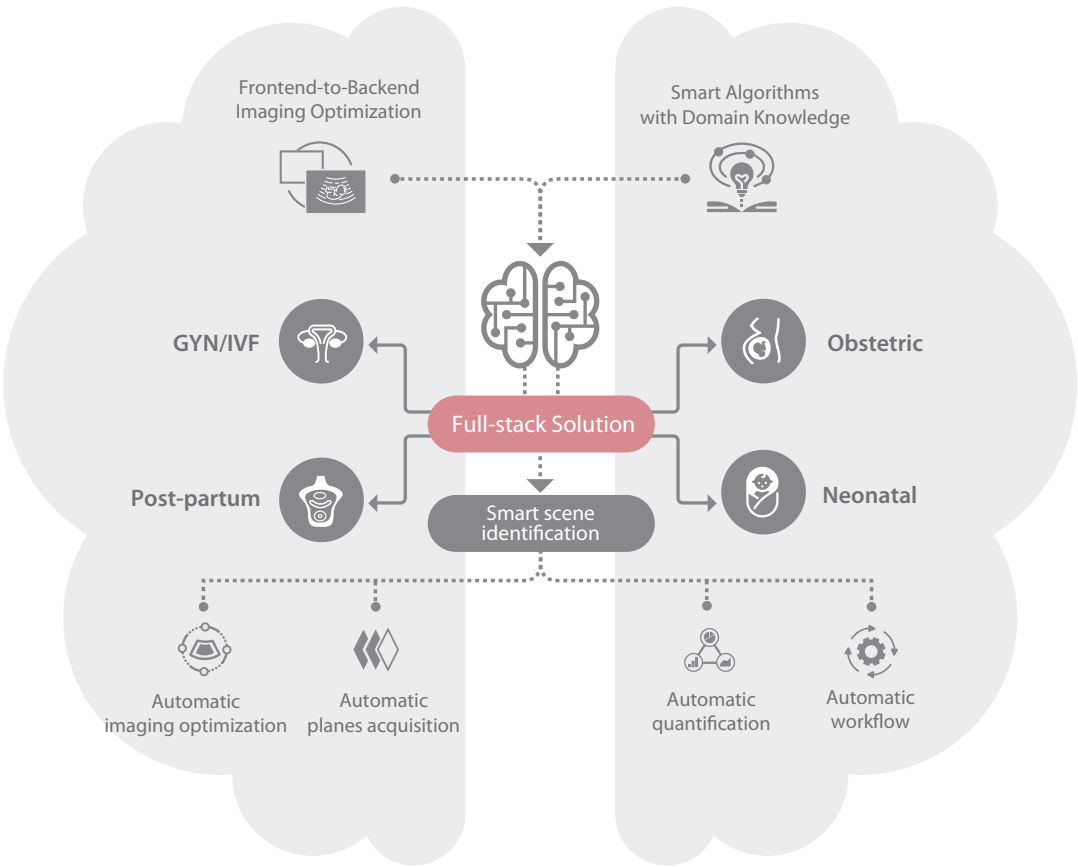 Frontend-to-Backend
Imaging Optimization
Smart Algorithms
with Domain Knowledge
GYN/IVF
Obstetric
Full-stack Solution
Post-partum
Neonatal
Smart scene
identification
Automatic
imaging optimization
Automatic
planes acquisition
Automatic
quantification
Automatic
workflow